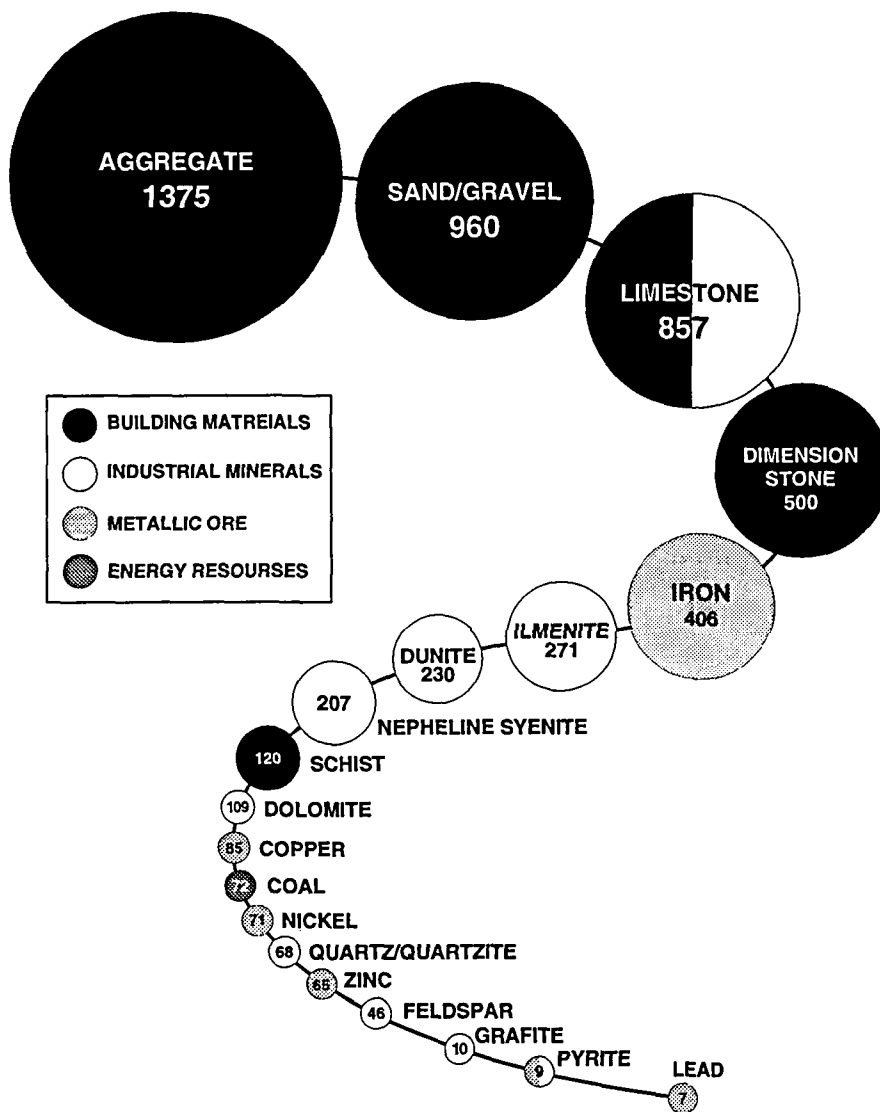 AGGREGATE
1375
SAND/GRAVEL
960
LIMESTONE
857
DIMENSION
STONE
500
BUILDING MATREIALS
INDUSTRIAL MINERALS
METALLIC ORE
ENERGY RESOURSES
IRON
406
ILMENITE
271
DUNITE
230
207
NEPHELINE SYENITE
120
SCHIST
109
DOLOMITE
85
COPPER
72
COAL
71
NICKEL
68
QUARTZ/QUARTZITE
65
ZINC
46
FELDSPAR
10
GRAFITE
9
PYRITE
7
LEAD